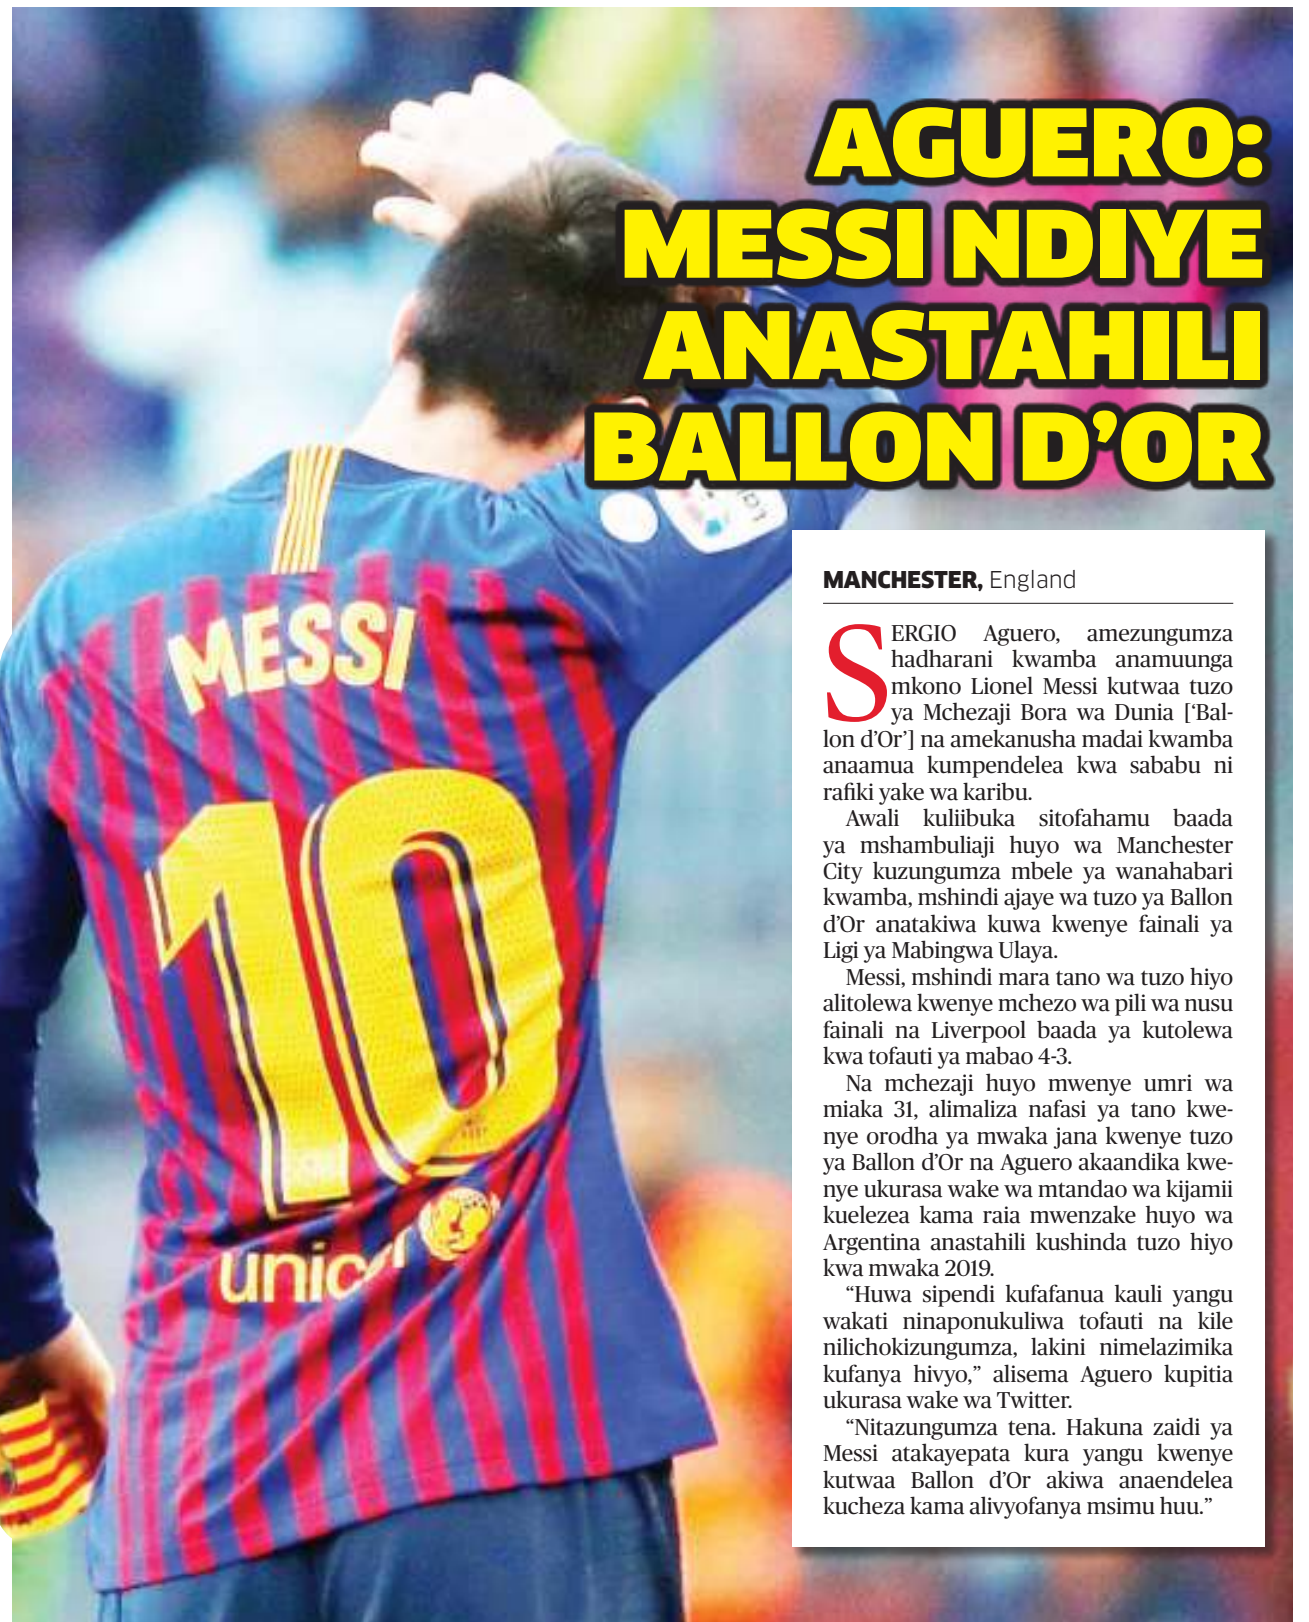 AGUERO:
MESSI NDIYE
ANASTAHILI
BALLON D’OR
MESSI
10
unicef
MANCHESTER, England
SERGIO Aguero, amezungumza
hadharani kwamba anamuunga
mkono Lionel Messi kutwaa tuzo
ya Mchezaji Bora wa Dunia [‘Bal-
lon d’Or’] na amekanusha madai kwamba
anaamua kumpendelea kwa sababu ni
rafiki yake wa karibu.
Awali kuliibuka sitofahamu baada
ya mshambuliaji huyo wa Manchester
City kuzungumza mbele ya wanahabari
kwamba, mshindi ajaye wa tuzo ya Ballon
d’Or anatakiwa kuwa kwenye fainali ya
Ligi ya Mabingwa Ulaya.
Messi, mshindi mara tano wa tuzo hiyo
alitolewa kwenye mchezo wa pili wa nusu
fainali na Liverpool baada ya kutolewa
kwa tofauti ya mabao 4-3.
Na mchezaji huyo mwenye umri wa
miaka 31, alimaliza nafasi ya tano kwe-
nye orodha ya mwaka jana kwenye tuzo
ya Ballon d’Or na Aguero akaandika kwe-
nye ukurasa wake wa mtandao wa kijamii
kuelezea kama raia mwenzake huyo wa
Argentina anastahili kushinda tuzo hiyo
kwa mwaka 2019.
“Huwa sipendi kufafanua kauli yangu
wakati ninaponukuliwa tofauti na kile
nilichokizungumza, lakini nimelazimika
kufanya hivyo,” alisema Aguero kupitia
ukurasa wake wa Twitter.
“Nitazungumza tena. Hakuna zaidi ya
Messi atakayepata kura yangu kwenye
kutwaa Ballon d’Or akiwa anaendelea
kucheza kama alivyofanya msimu huu.”